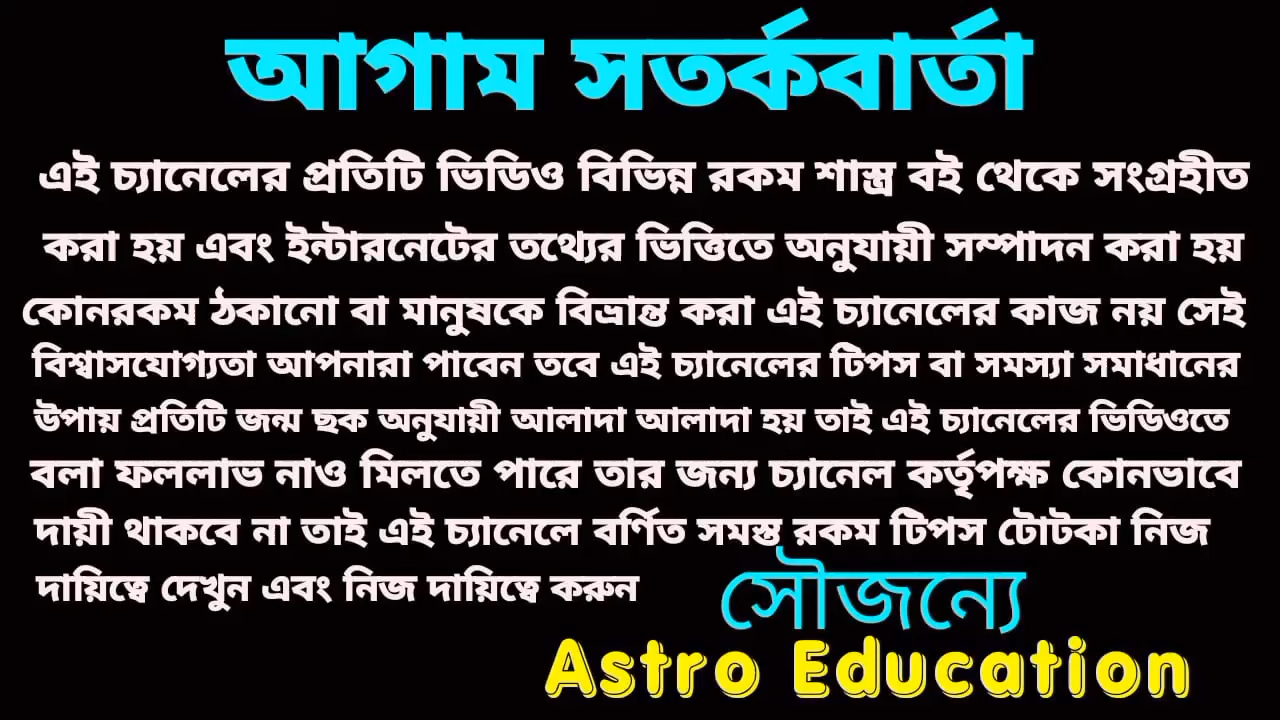 আগাম সতর্কবার্তা
এই চ্যানেলের প্রতিটি ভিডিও বিভিন্ন রকম শাস্ত্র বই থেকে সংগ্রহীত
করা হয় এবং ইন্টারনেটের তথ্যের ভিত্তিতে অনুযায়ী সম্পাদন করা হয়
কোনরকম ঠকানো বা মানুষকে বিভ্রান্ত করা এই চ্যানেলের কাজ নয় সেই
বিশ্বাসযোগ্যতা আপনারা পাবেন তবে এই চ্যানেলের টিপস বা সমস্যা সমাধানের
উপায় প্রতিটি জন্ম ছক অনুযায়ী আলাদা আলাদা হয় তাই এই চ্যানেলের ভিডিওতে
বলা ফললাভ নাও মিলতে পারে তার জন্য চ্যানেল কর্তৃপক্ষ কোনভাবে
দায়ী থাকবে না তাই এই চ্যানেলে বর্ণিত সমস্ত রকম টিপস টোটকা নিজ
দায়িত্বে দেখুন এবং নিজ দায়িত্বে করুন
সৌজন্যে
Astro Education